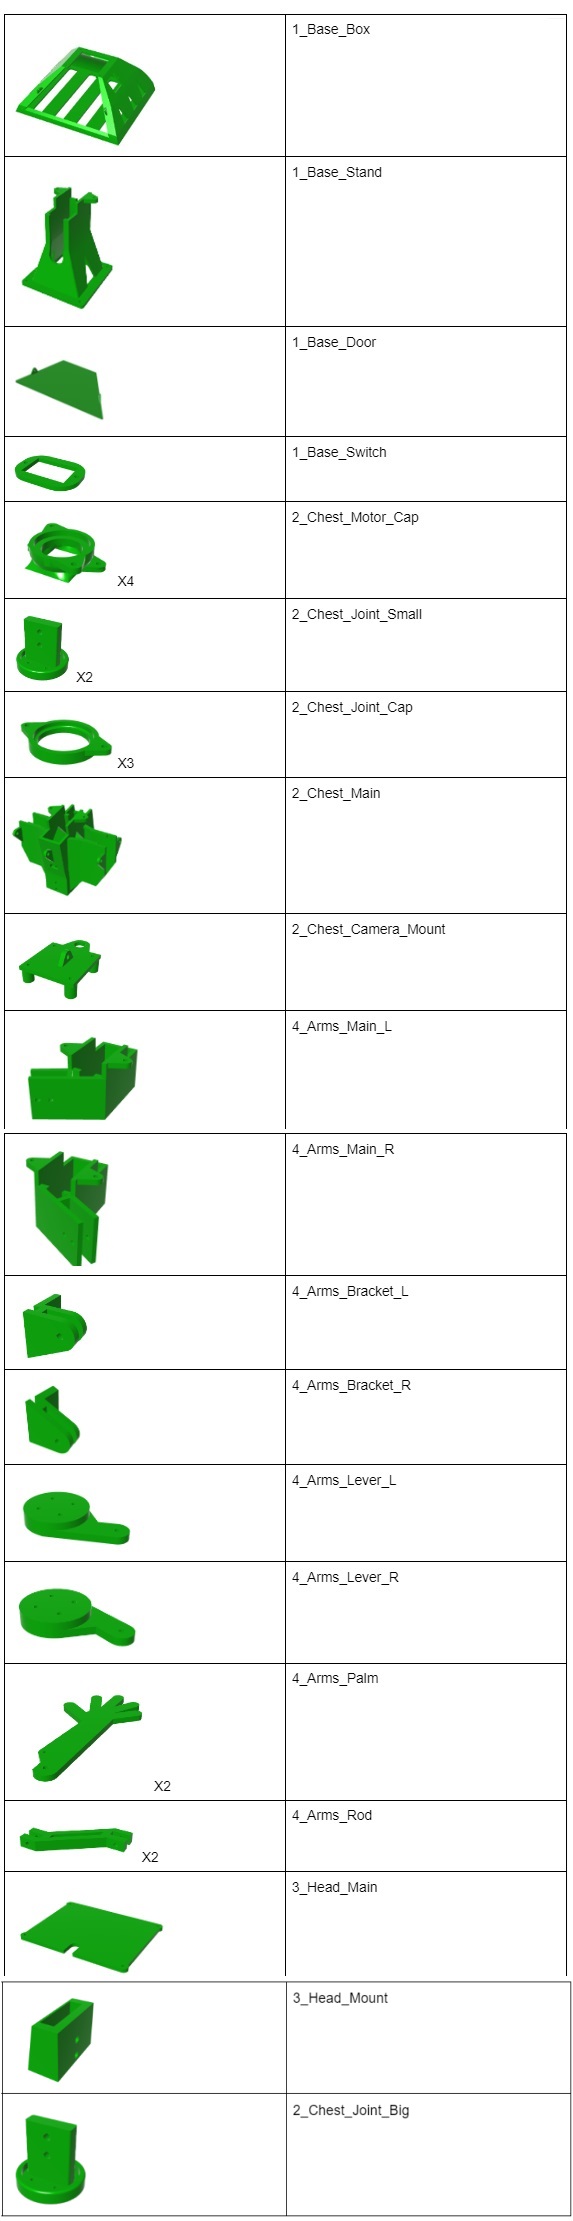 1_Base_Box
1_Base_Stand
1_Base_Door
1_Base_Switch
2_Chest_Motor_Cap
X4
2_Chest_Joint_Small
X2
2_Chest_Joint_Cap
X3
2_Chest_Main
2_Chest_Camera_Mount
4_Arms_Main_L
4_Arms_Main_R
4_Arms_Bracket_L
4_Arms_Bracket_R
4_Arms_Lever_L
4_Arms_Lever_R
4_Arms_Palm
X2
4_Arms_Rod
X2
3_Head_Main
3_Head_Mount
2_Chest_Joint_Big